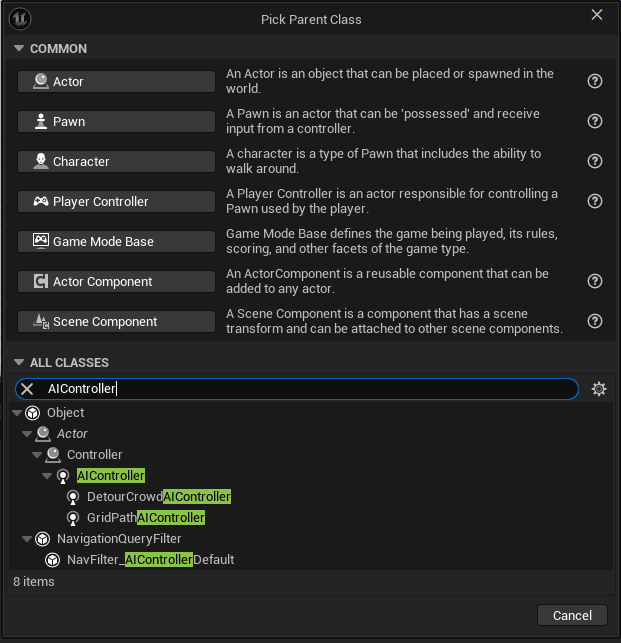 Pick Parent Class
COMMON
Actor
An Actor is an object that can be placed or spawned in the
world.
Pawn
A Pawn is an actor that can be 'possessed' and receive
input from a controller.
Character
A character is a type of Pawn that includes the ability to
walk around.
Player Controller
A Player Controller is an actor responsible for controlling a
Pawn used by the player.
Game Mode Base
Game Mode Base defines the game being played, its rules,
scoring, and other facets of the game type.
Actor Component
An ActorComponent is a reusable component that can be
added to any actor.
Scene Component
A Scene Component is a component that has a scene
transform and can be attached to other scene components.
ALL CLASSES
AIController
Object
Actor
Controller
AIController
DetourCrowdAIController
GridPathAIController
NavigationQueryFilter
NavFilter_AIControllerDefault
8 items
Cancel